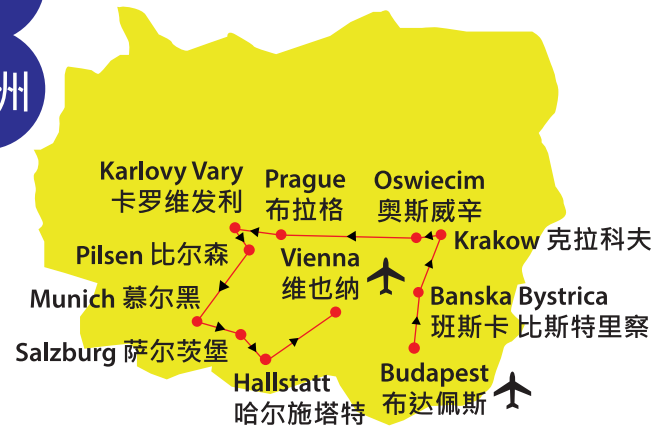 洲
Karlovy Vary
卡罗维发利
Prague
布拉格
Oswiecim
奥斯威辛
Krakow 克拉科夫
Pilsen 比尔森
Vienna
维也纳
Munich 慕尔黑
Banska Bystrica
班斯卡 比斯特里察
Salzburg 萨尔茨堡
Hallstatt
哈尔施塔特
Budapest
布达佩斯